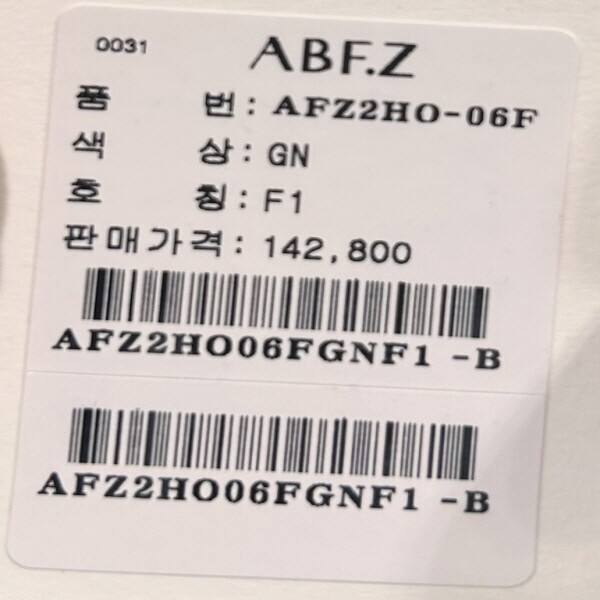 0031
ABF.Z
품 번 : AFZ2HO-06F
색 상 : GN
호 칭 : F1
판매가격 : 142,800
AFZ2HO06FGNF1 -B
AFZ2HO06FGNF1 -B